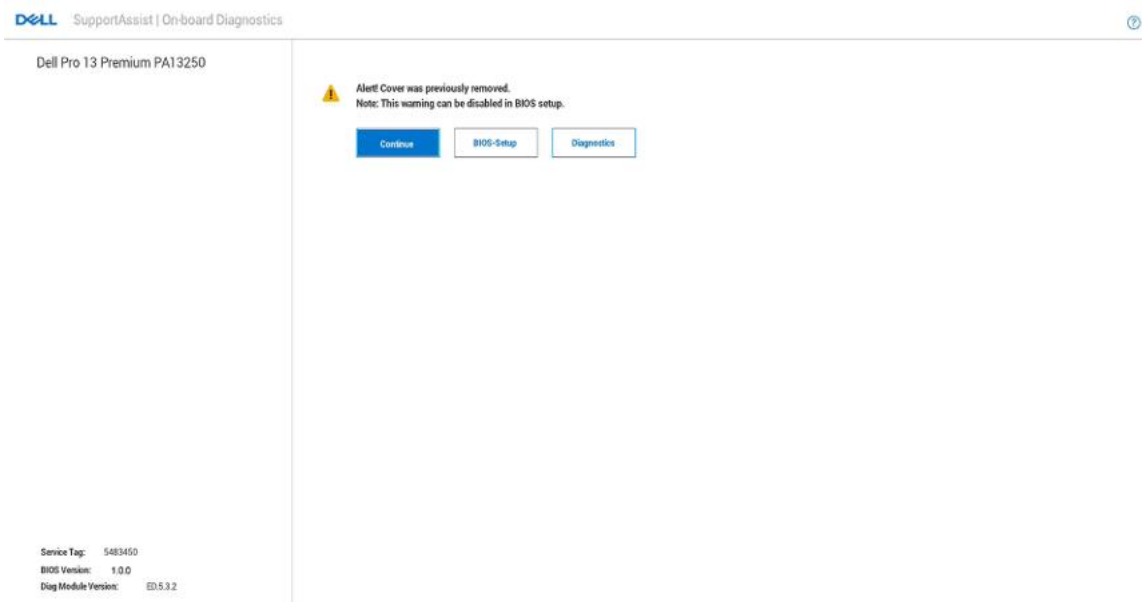 DELL SupportAssist | On-board Diagnostics
Dell Pro 13 Premium PA13250
Alert! Cover was previously removed.
Note: This warning can be disabled in BIOS setup.
Continue BIOS-Setup Diagnostics
Service Tag: 5483450
BIOS Version: 1.0.0
Diag Module Version: ED.5.3.2